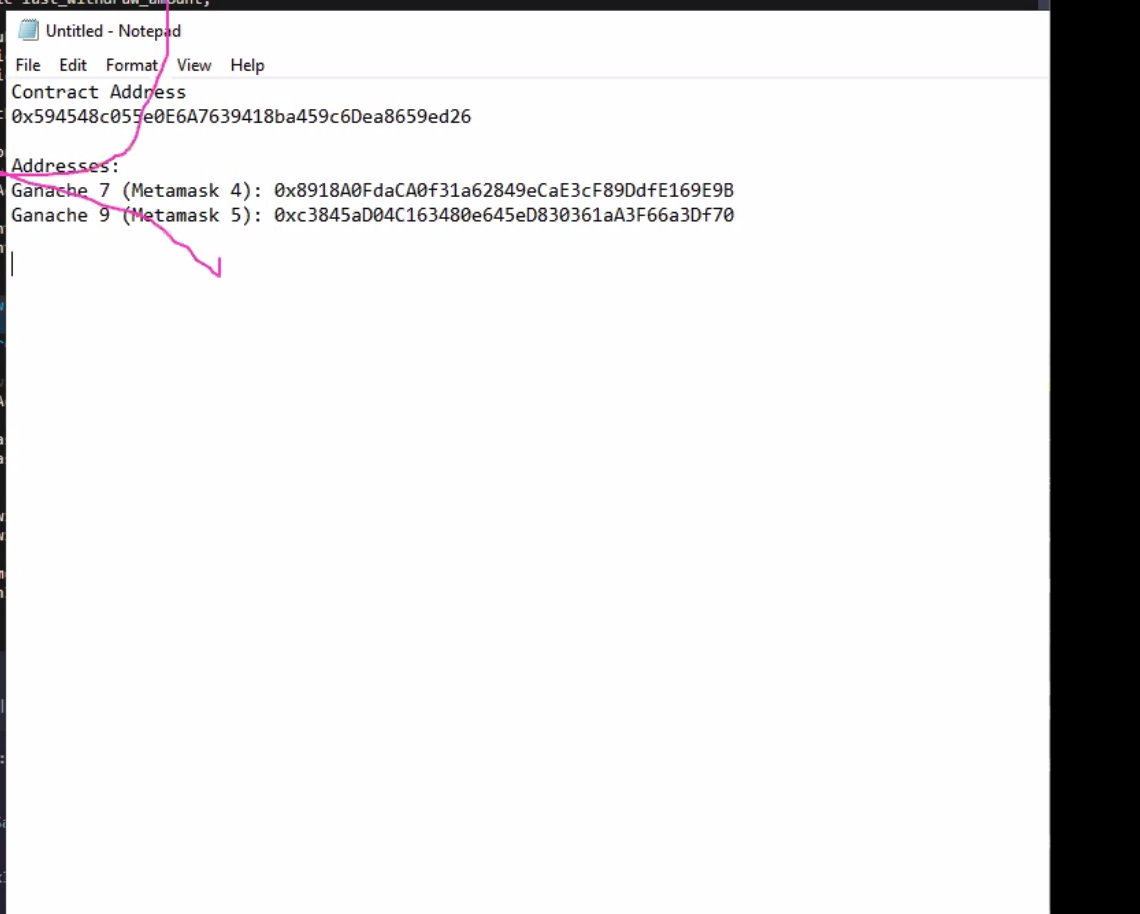 last_withdraw_amount;
Untitled - Notepad
File Edit Format View Help
Contract Address
0x594548c055e0E6A7639418ba459c6Dea8659ed26
Addresses:
Ganache 7 (Metamask 4): 0x8918A0FdaCA0f31a62849eCaE3cF89DdfE169E9B
Ganache 9 (Metamask 5): 0xc3845aD04C163480e645eD830361aA3F66a3Df70